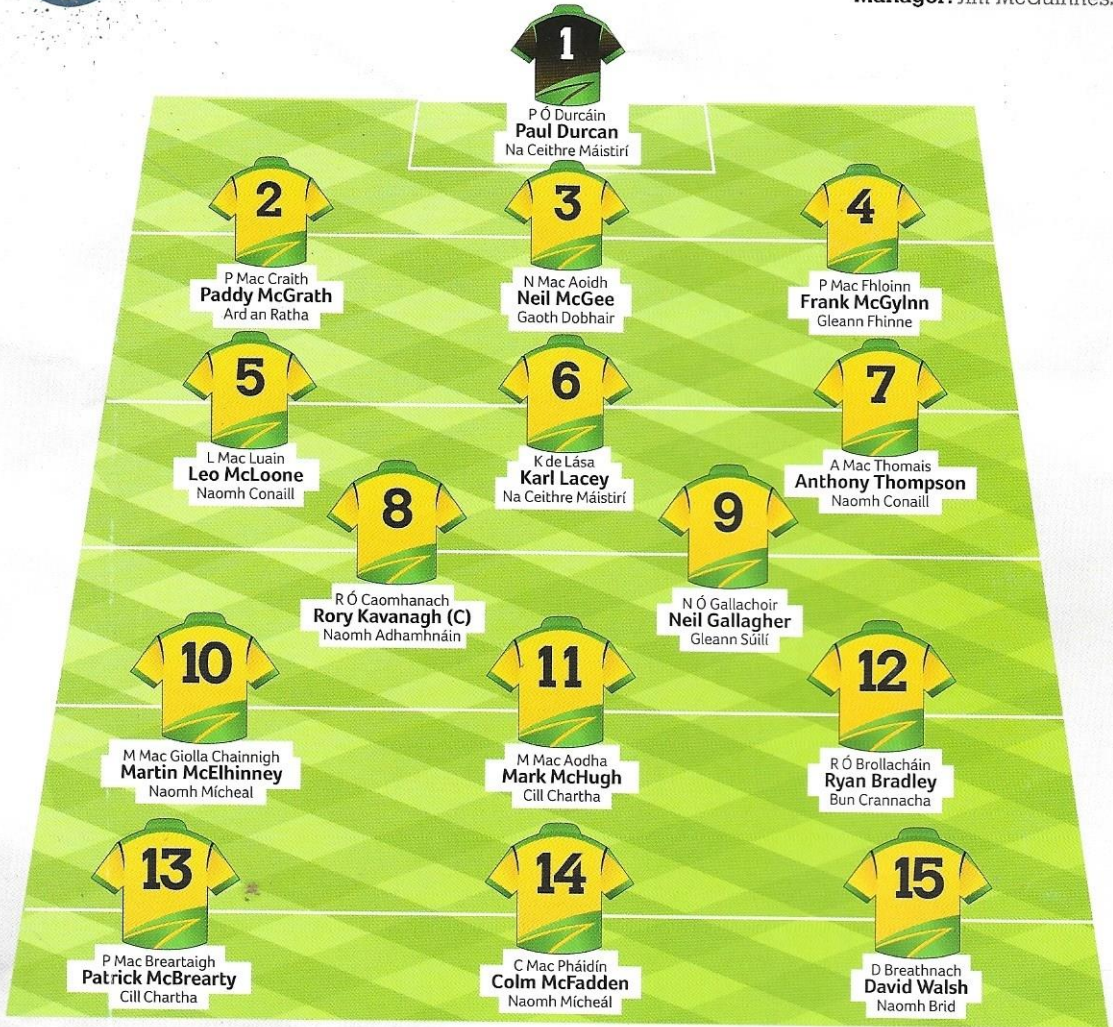 Manager: Jim McGuinness
1
P Ó Durcáin
Paul Durcan
Na Ceithre Máistirí
2
P Mac Craith
Paddy McGrath
Ard an Ratha
3
N Mac Aoidh
Neil McGee
Gaoth Dobhair
4
P Mac Fhloinn
Frank McGylnn
Gleann Fhinne
5
L Mac Luain
Leo McLoone
Naomh Conaill
6
K de Lása
Karl Lacey
Na Ceithre Máistirí
7
A Mac Thomais
Anthony Thompson
Naomh Conaill
8
R Ó Caomhanach
Rory Kavanagh (C)
Naomh Adhamhnáin
9
N Ó Gallachoir
Neil Gallagher
Gleann Súilí
10
M Mac Giolla Chainnigh
Martin McElhinney
Naomh Mícheal
11
M Mac Aodha
Mark McHugh
Cill Chartha
12
R Ó Brollacháin
Ryan Bradley
Bun Crannacha
13
P Mac Breartaigh
Patrick McBrearty
Cill Chartha
14
C Mac Pháidín
Colm McFadden
Naomh Mícheál
15
D Breathnach
David Walsh
Naomh Brid